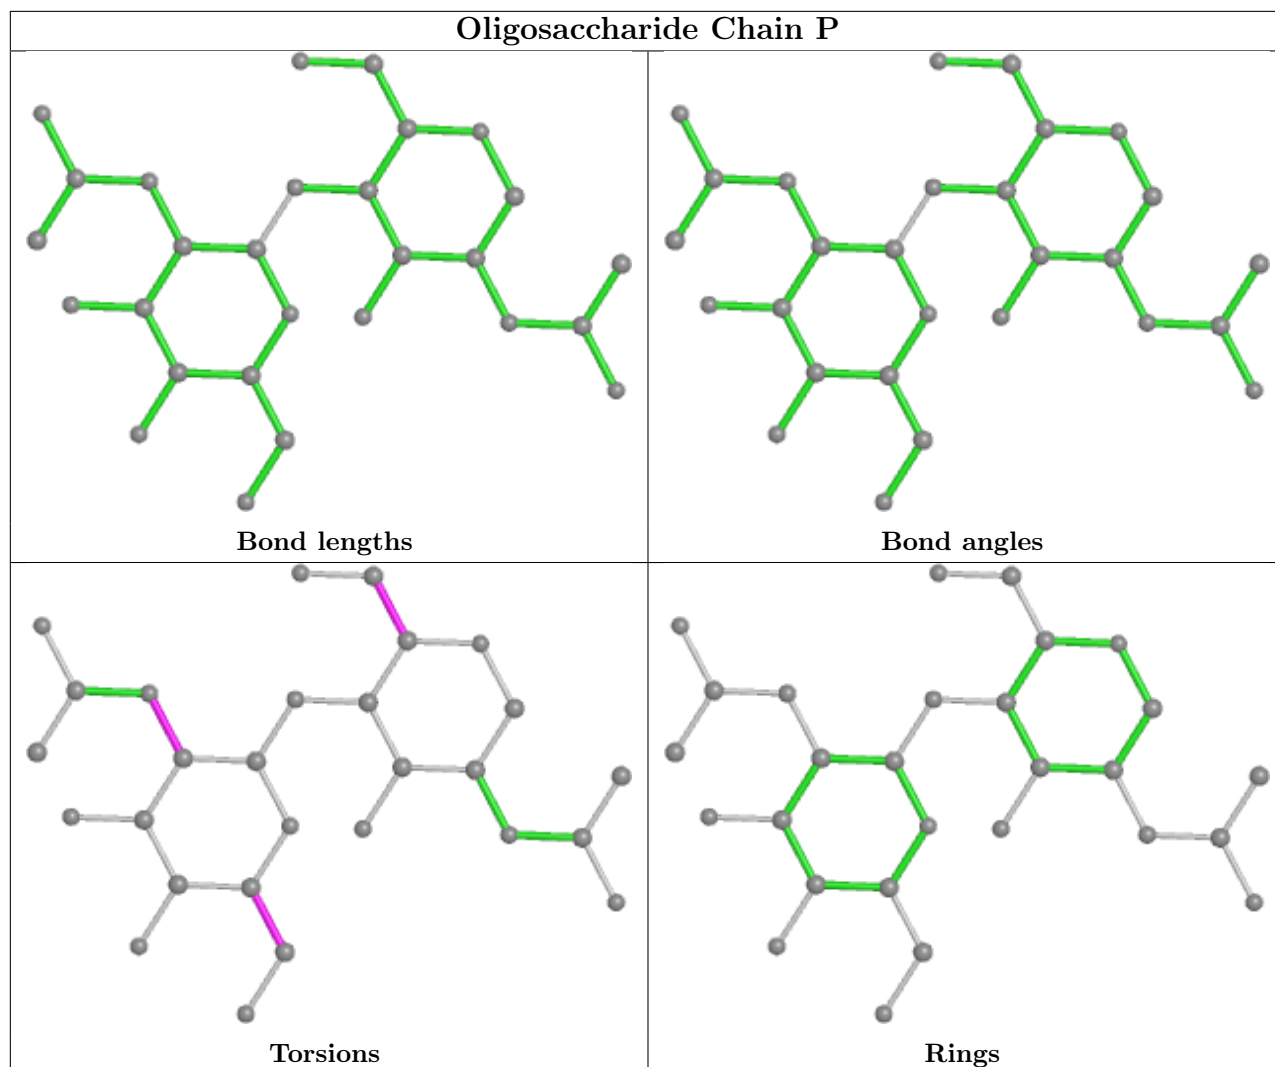 Oligosaccharide Chain P
Bond lengths
Bond angles
Torsions
Rings